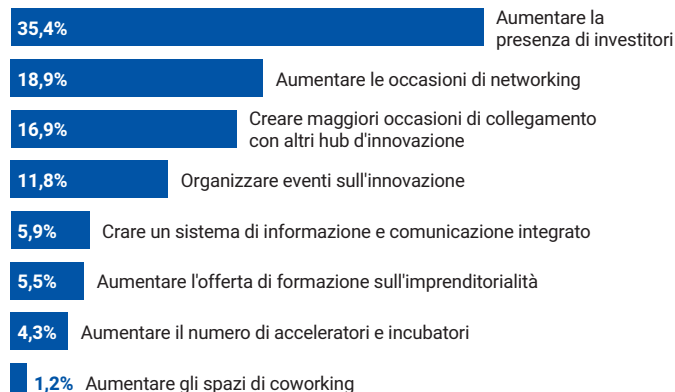 35,4%
Aumentare la
presenza di investitori
18,9%
Aumentare le occasioni di networking
16,9%
Creare maggiori occasioni di collegamento
con altri hub d'innovazione
11,8%
Organizzare eventi sull'innovazione
5,9%
Crare un sistema di informazione e comunicazione integrato
5,5%
Aumentare l'offerta di formazione sull'imprenditorialità
4,3%
Aumentare il numero di acceleratori e incubatori
1,2%
Aumentare gli spazi di coworking